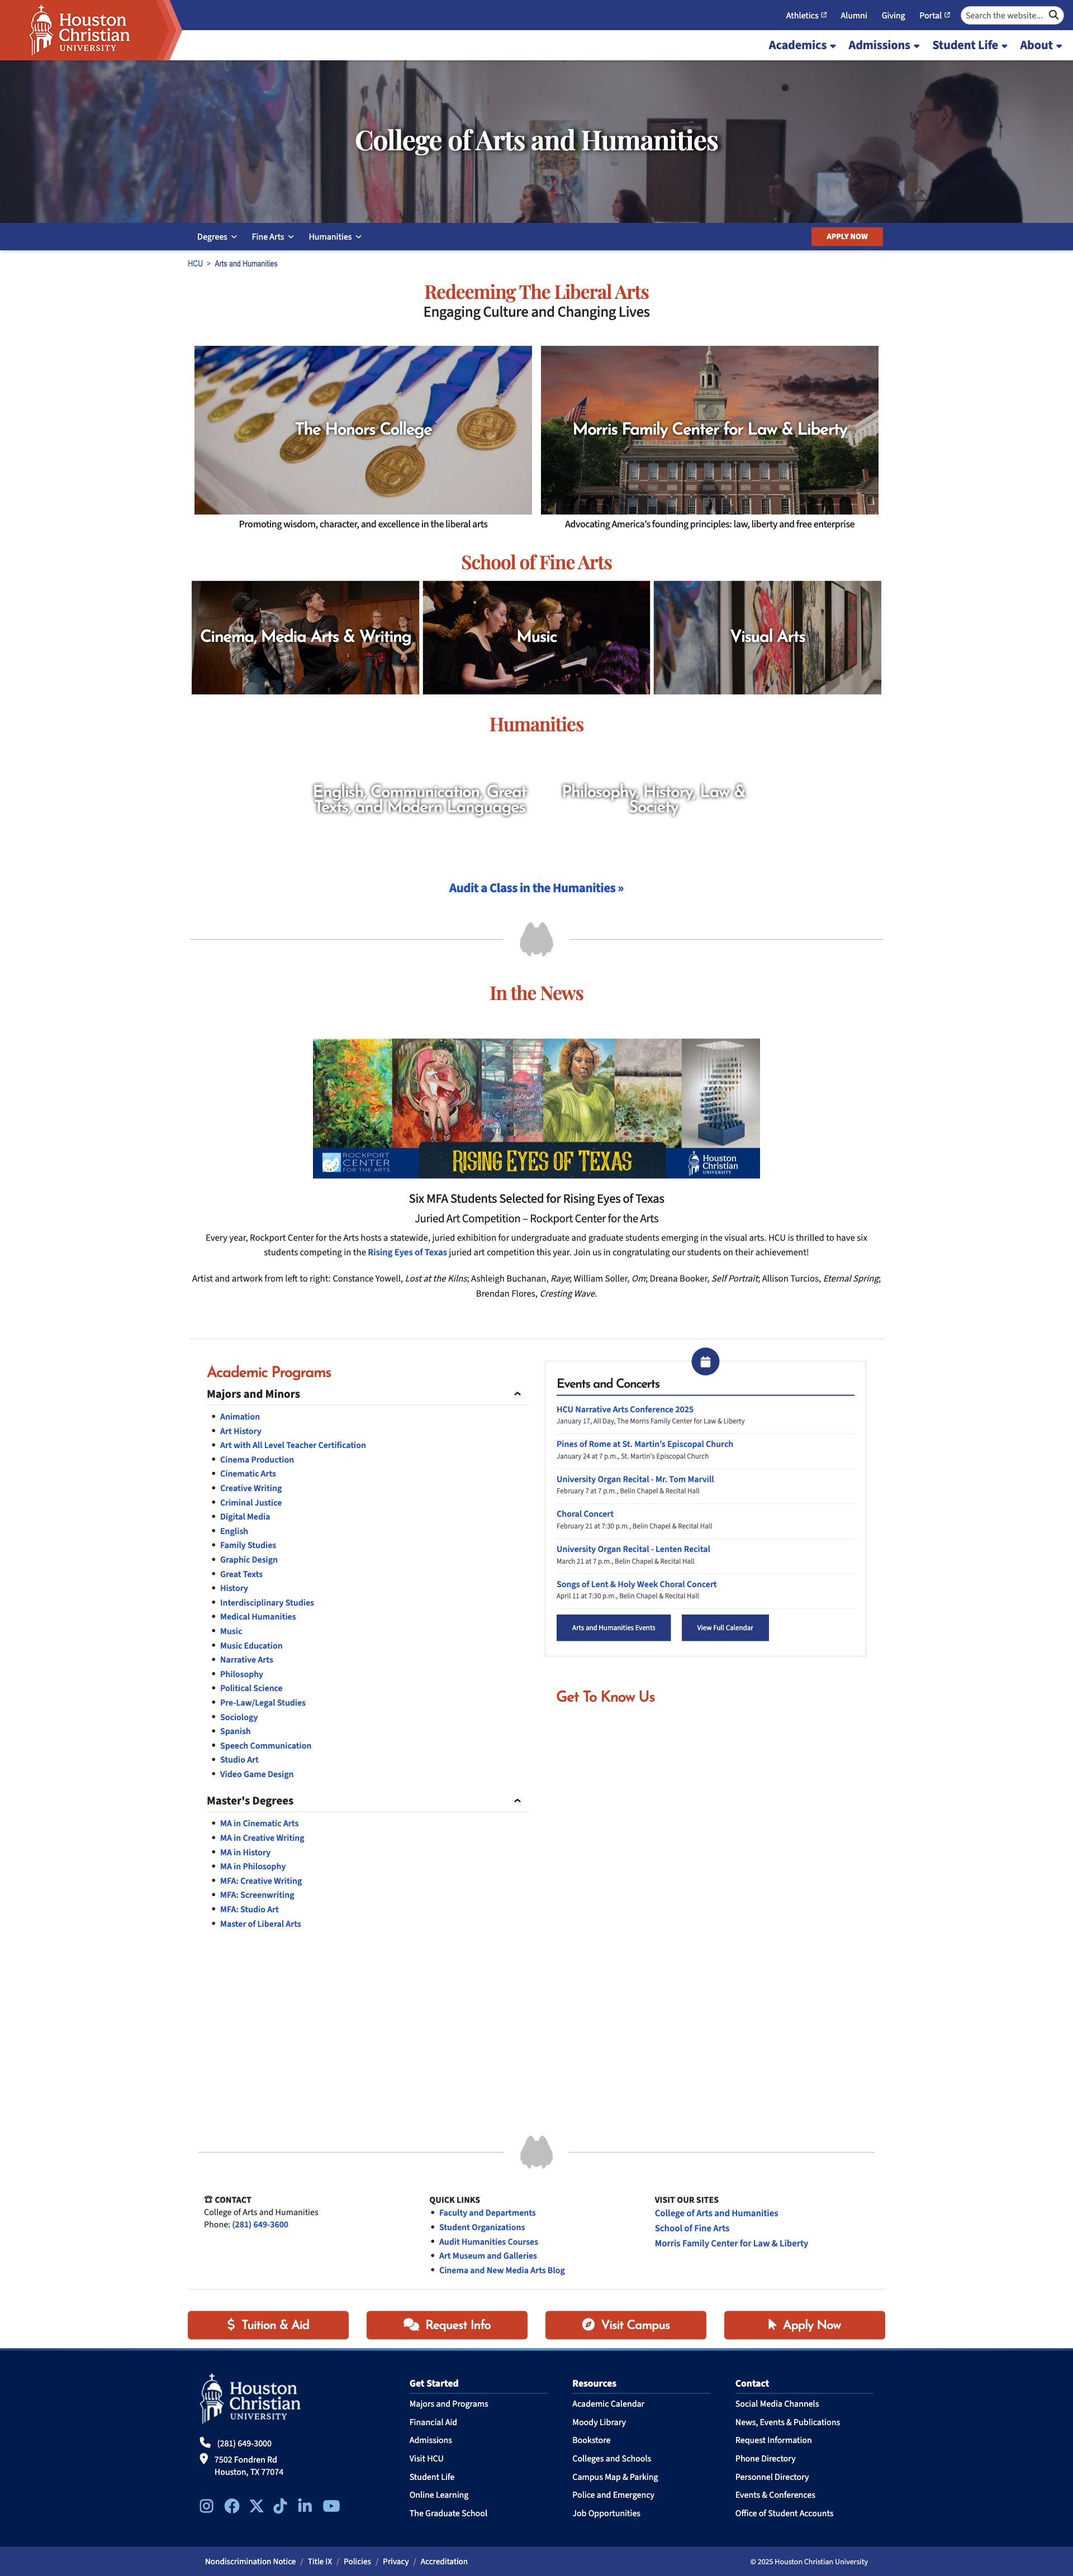 Houston
Christian
UNIVERSITY
Athletics
Alumni
Giving
Portal
Search the website...
Academics
Admissions
Student Life
About
College of Arts and Humanities
Degrees
Fine Arts
Humanities
APPLY NOW
HCU > Arts and Humanities
Redeeming The Liberal Arts
Engaging Culture and Changing Lives
The Honors College
Morris Family Center for Law & Liberty
Promoting wisdom, character, and excellence in the liberal arts
Advocating America's founding principles: law, liberty and free enterprise
School of Fine Arts
Cinema, Media Arts & Writing
Music
Visual Arts
Humanities
English, Communication, Great
Texts, and Modern Languages
Philosophy, History, Law &
Society
Audit a Class in the Humanities »
In the News
ROCKPORT
CENTER
FOR THE ARTS
RISING EYES OF TEXAS
Houston
Christian
UNIVERSITY
Six MFA Students Selected for Rising Eyes of Texas
Juried Art Competition – Rockport Center for the Arts
Every year, Rockport Center for the Arts hosts a statewide, juried exhibition for undergraduate and graduate students emerging in the visual arts. HCU is thrilled to have six
students competing in the Rising Eyes of Texas juried art competition this year. Join us in congratulating our students on their achievement!
Artist and artwork from left to right: Constance Yowell, Lost at the Kilns; Ashleigh Buchanan, Raye; William Soller, Om; Dreana Booker, Self Portrait; Allison Turcios, Eternal Spring;
Brendan Flores, Cresting Wave.
Academic Programs
Majors and Minors
Animation
Art History
Art with All Level Teacher Certification
Cinema Production
Cinematic Arts
Creative Writing
Criminal Justice
Digital Media
English
Family Studies
Graphic Design
Great Texts
History
Interdisciplinary Studies
Medical Humanities
Music
Music Education
Narrative Arts
Philosophy
Political Science
Pre-Law/Legal Studies
Sociology
Spanish
Speech Communication
Studio Art
Video Game Design
Master's Degrees
MA in Cinematic Arts
MA in Creative Writing
MA in History
MA in Philosophy
MFA: Creative Writing
MFA: Screenwriting
MFA: Studio Art
Master of Liberal Arts
Events and Concerts
HCU Narrative Arts Conference 2025
January 17, All Day, The Morris Family Center for Law & Liberty
Pines of Rome at St. Martin's Episcopal Church
January 24 at 7 p.m., St. Martin's Episcopal Church
University Organ Recital - Mr. Tom Marvill
February 7 at 7 p.m., Belin Chapel & Recital Hall
Choral Concert
February 21 at 7:30 p.m., Belin Chapel & Recital Hall
University Organ Recital - Lenten Recital
March 21 at 7 p.m., Belin Chapel & Recital Hall
Songs of Lent & Holy Week Choral Concert
April 11 at 7:30 p.m., Belin Chapel & Recital Hall
Arts and Humanities Events
View Full Calendar
Get To Know Us
CONTACT
College of Arts and Humanities
Phone: (281) 649-3600
QUICK LINKS
Faculty and Departments
Student Organizations
Audit Humanities Courses
Art Museum and Galleries
Cinema and New Media Arts Blog
VISIT OUR SITES
College of Arts and Humanities
School of Fine Arts
Morris Family Center for Law & Liberty
Tuition & Aid
Request Info
Visit Campus
Apply Now
Houston
Christian
UNIVERSITY
(281) 649-3000
7502 Fondren Rd
Houston, TX 77074
Get Started
Majors and Programs
Financial Aid
Admissions
Visit HCU
Student Life
Online Learning
The Graduate School
Resources
Academic Calendar
Moody Library
Bookstore
Colleges and Schools
Campus Map & Parking
Police and Emergency
Job Opportunities
Contact
Social Media Channels
News, Events & Publications
Request Information
Phone Directory
Personnel Directory
Events & Conferences
Office of Student Accounts
Nondiscrimination Notice / Title IX / Policies / Privacy / Accreditation
© 2025 Houston Christian University